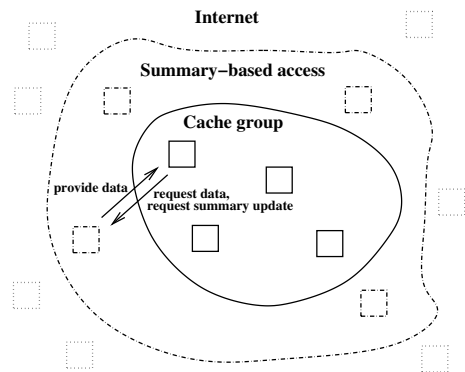 Internet
Summary−based access
Cache group
provide data
request data,
request summary update